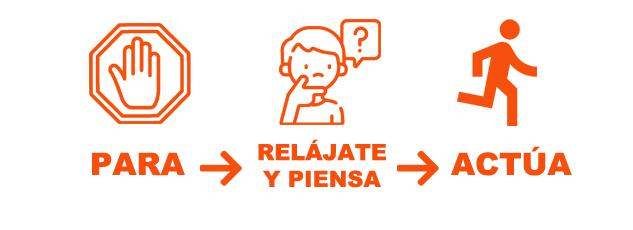 ?
PARA
RELÁJATE
Y PIENSA
ACTÚA